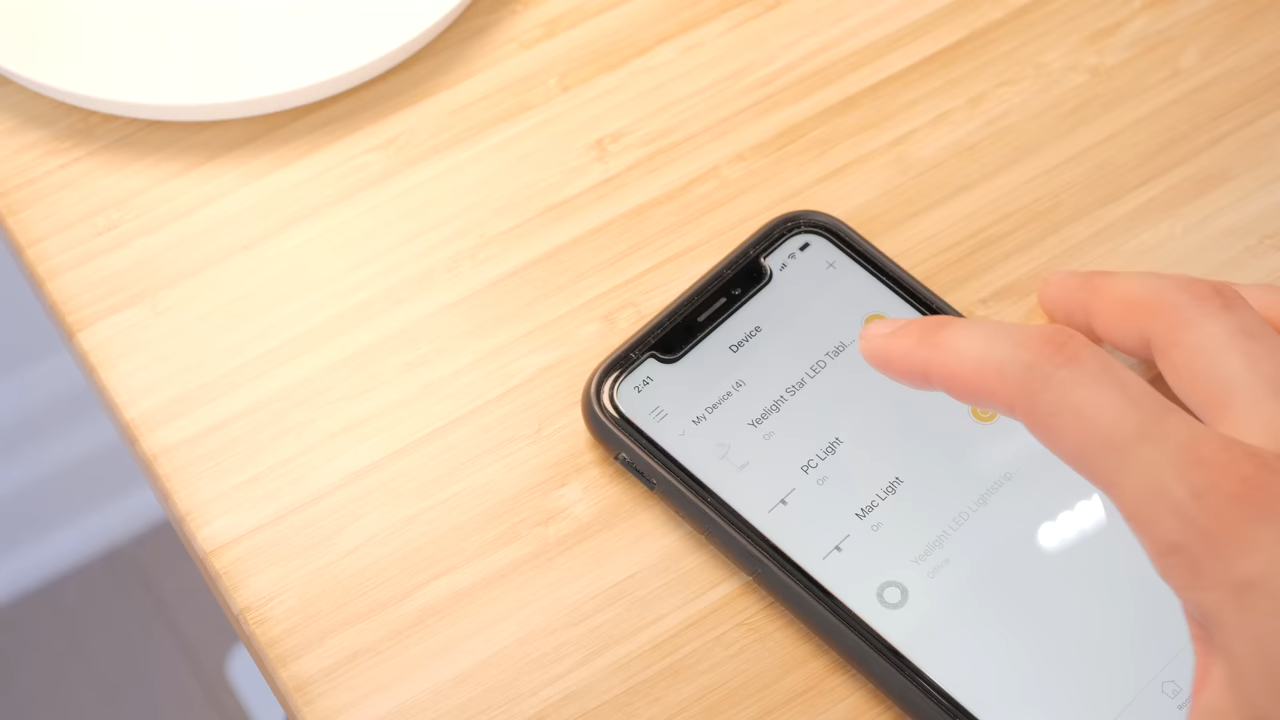 2:41
Device
My Device (4)
Yeelight Star LED Tabl...
On
PC Light
On
Mac Light
On
Yeelight LED Lightstrip...
Offline